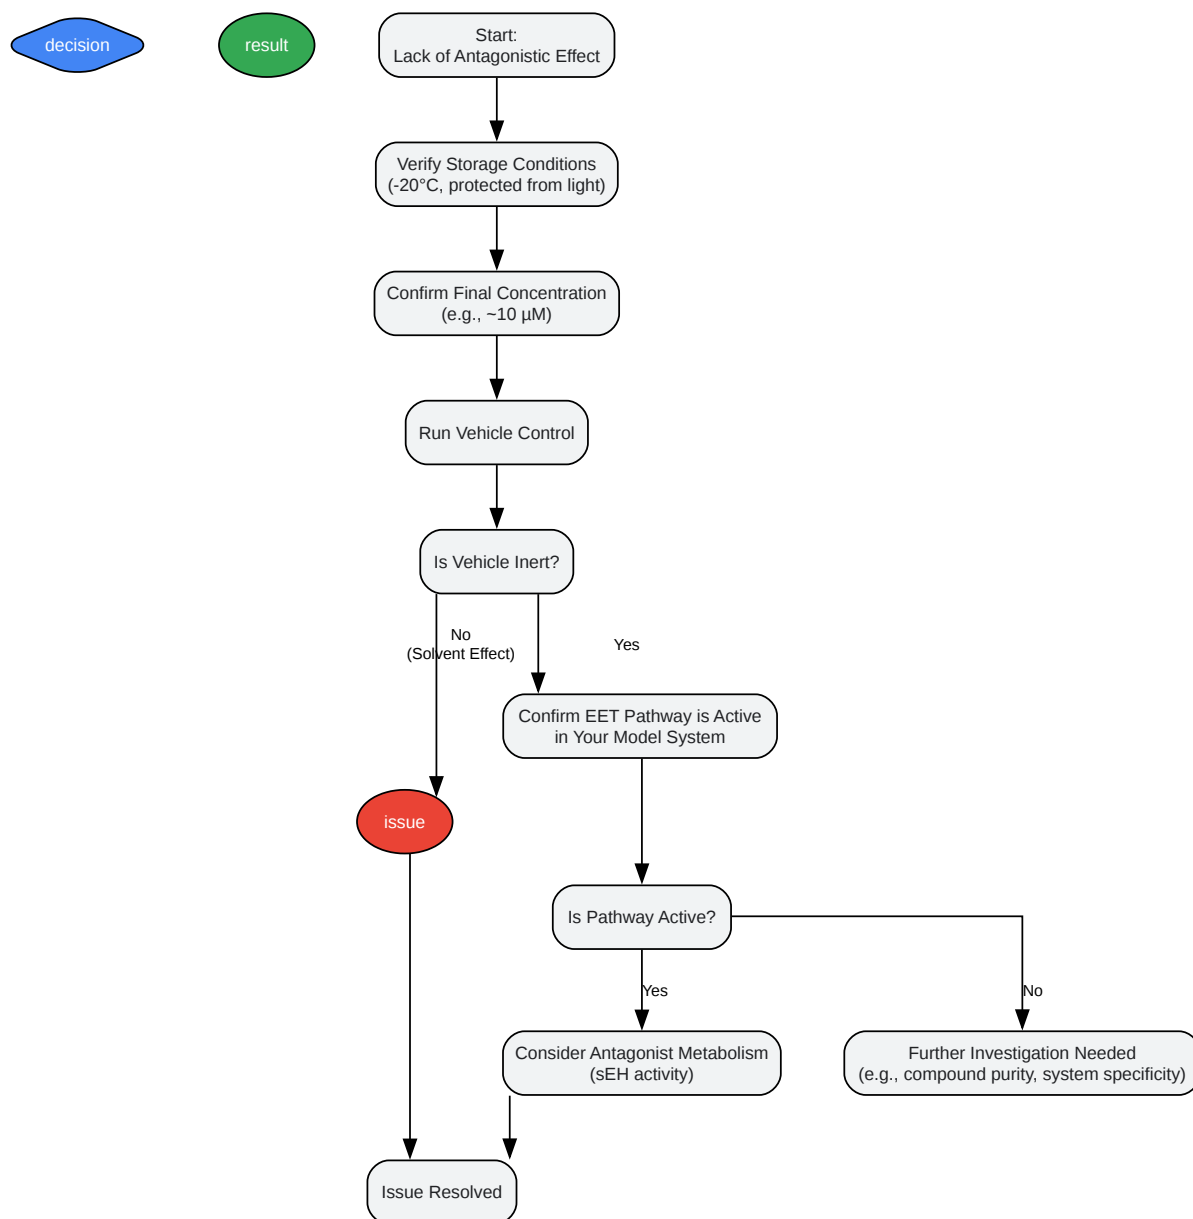 decision
result
Start:
Lack of Antagonistic Effect
Verify Storage Conditions
(-20°C, protected from light)
Confirm Final Concentration
(e.g., ~10 µM)
Run Vehicle Control
Is Vehicle Inert?
No
(Solvent Effect)
Yes
Confirm EET Pathway is Active
in Your Model System
issue
Is Pathway Active?
Yes
No
Consider Antagonist Metabolism
(sEH activity)
Further Investigation Needed
(e.g., compound purity, system specificity)
Issue Resolved